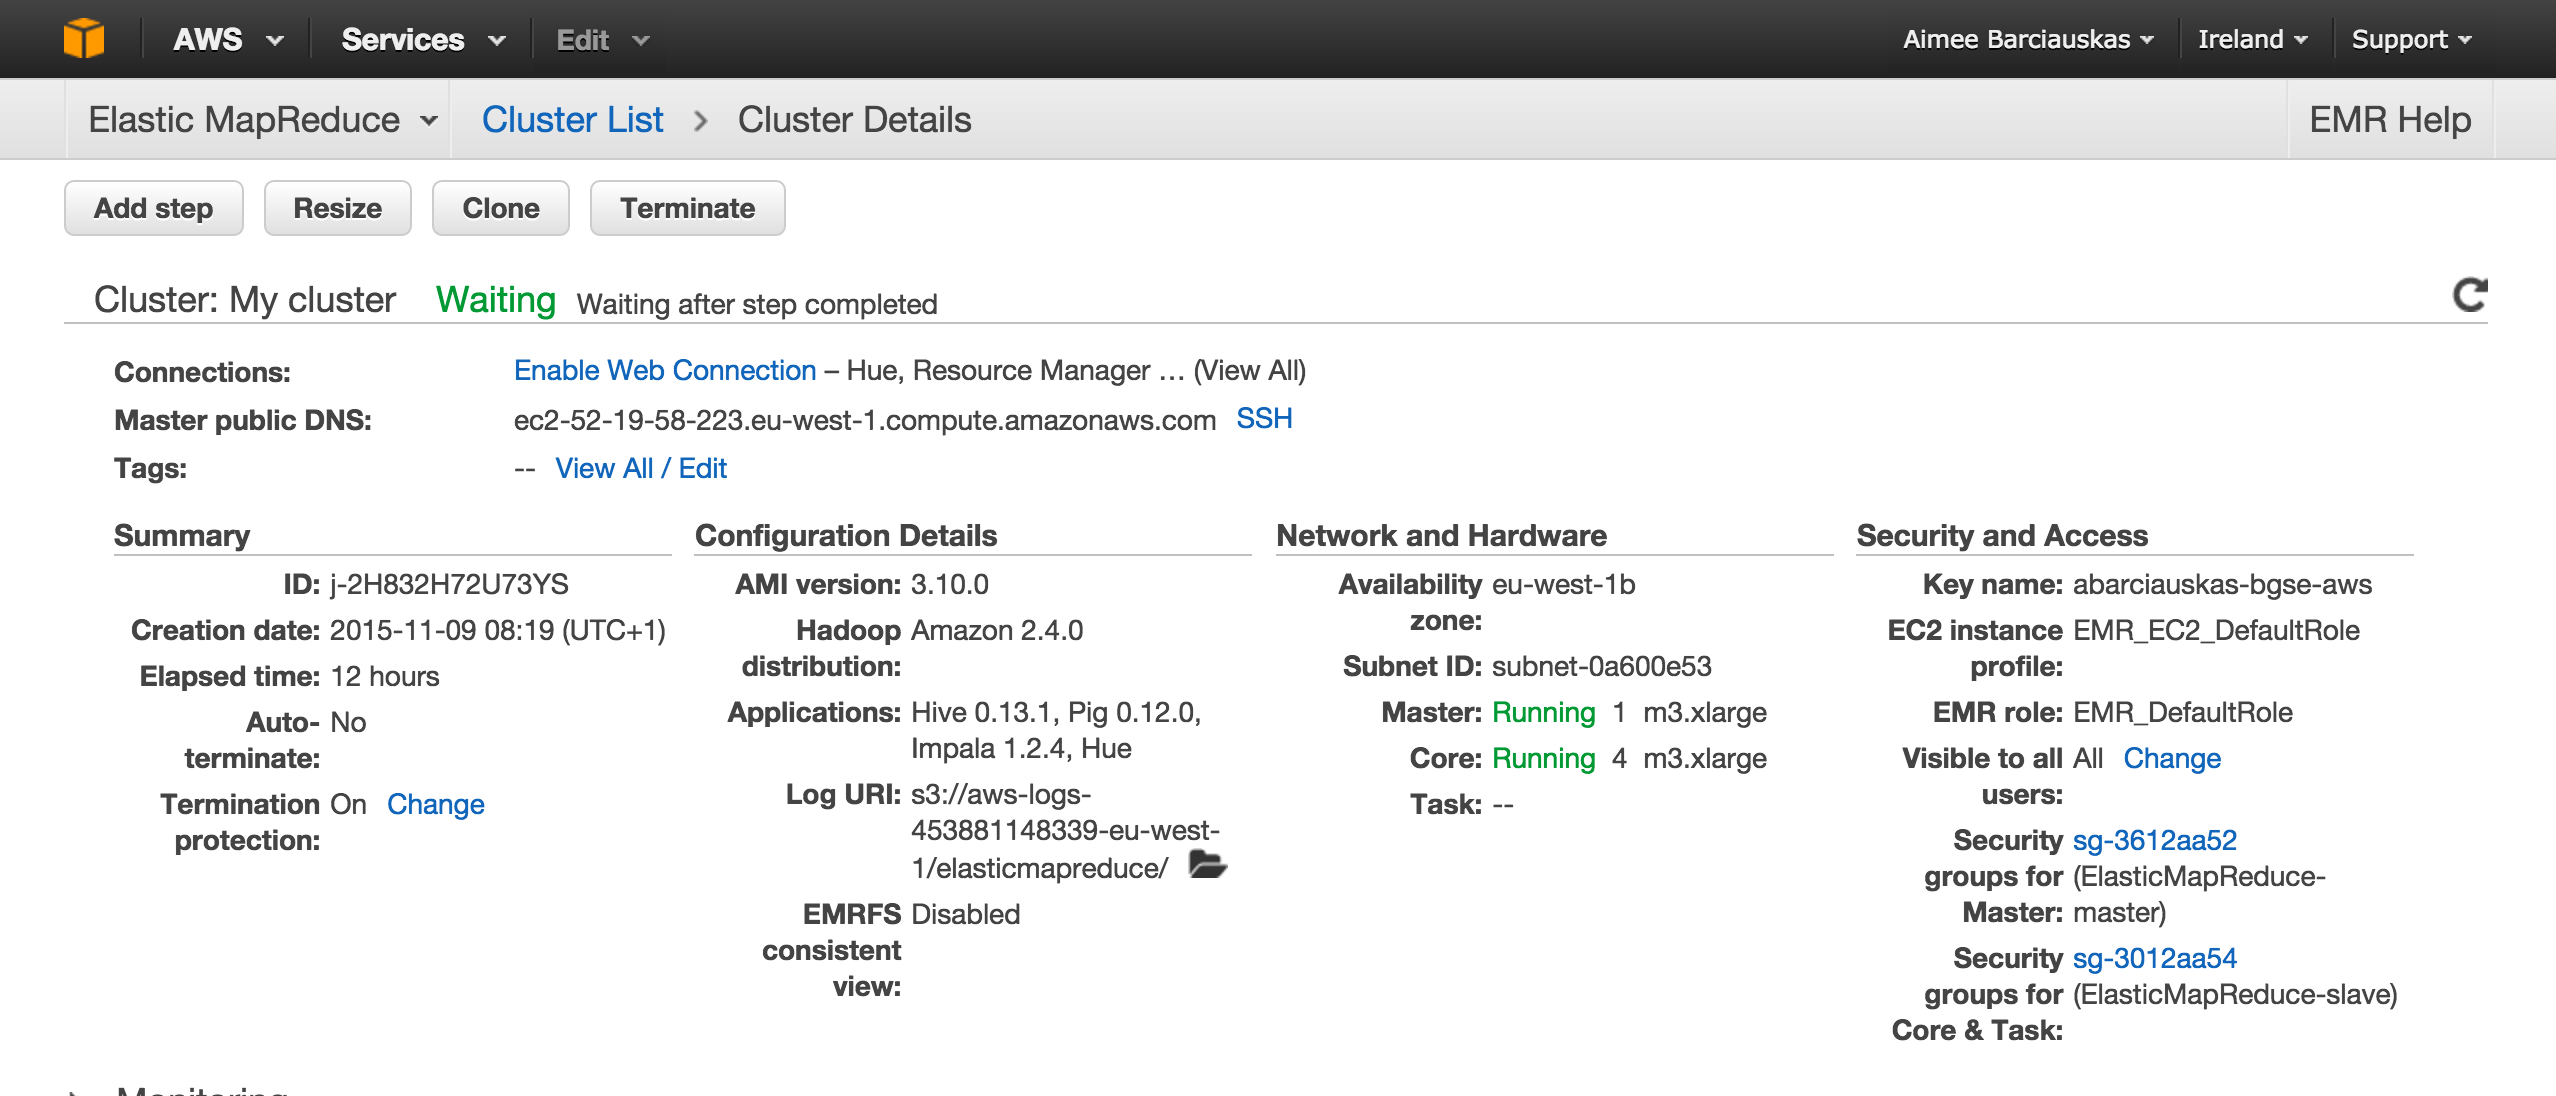 AWS Services Edit Aimee Barciauskas Ireland Support
Elastic MapReduce Cluster List > Cluster Details EMR Help
Add step Resize Clone Terminate
Cluster: My cluster Waiting Waiting after step completed
Connections: Enable Web Connection – Hue, Resource Manager … (View All)
Master public DNS: ec2-52-19-58-223.eu-west-1.compute.amazonaws.com SSH
Tags: -- View All / Edit
Summary
ID: j-2H832H72U73YS
Creation date: 2015-11-09 08:19 (UTC+1)
Elapsed time: 12 hours
Auto- No
terminate:
Termination On Change
protection:
Configuration Details
AMI version: 3.10.0
Hadoop Amazon 2.4.0
distribution:
Applications: Hive 0.13.1, Pig 0.12.0,
Impala 1.2.4, Hue
Log URI: s3://aws-logs-
453881148339-eu-west-
1/elasticmapreduce/
EMRFS Disabled
consistent
view:
Network and Hardware
Availability eu-west-1b
zone:
Subnet ID: subnet-0a600e53
Master: Running 1 m3.xlarge
Core: Running 4 m3.xlarge
Task: --
Security and Access
Key name: abarciauskas-bgse-aws
EC2 instance EMR_EC2_DefaultRole
profile:
EMR role: EMR_DefaultRole
Visible to all All Change
users:
Security sg-3612aa52
groups for (ElasticMapReduce-
Master: master)
Security sg-3012aa54
groups for (ElasticMapReduce-slave)
Core & Task:
Monitoring